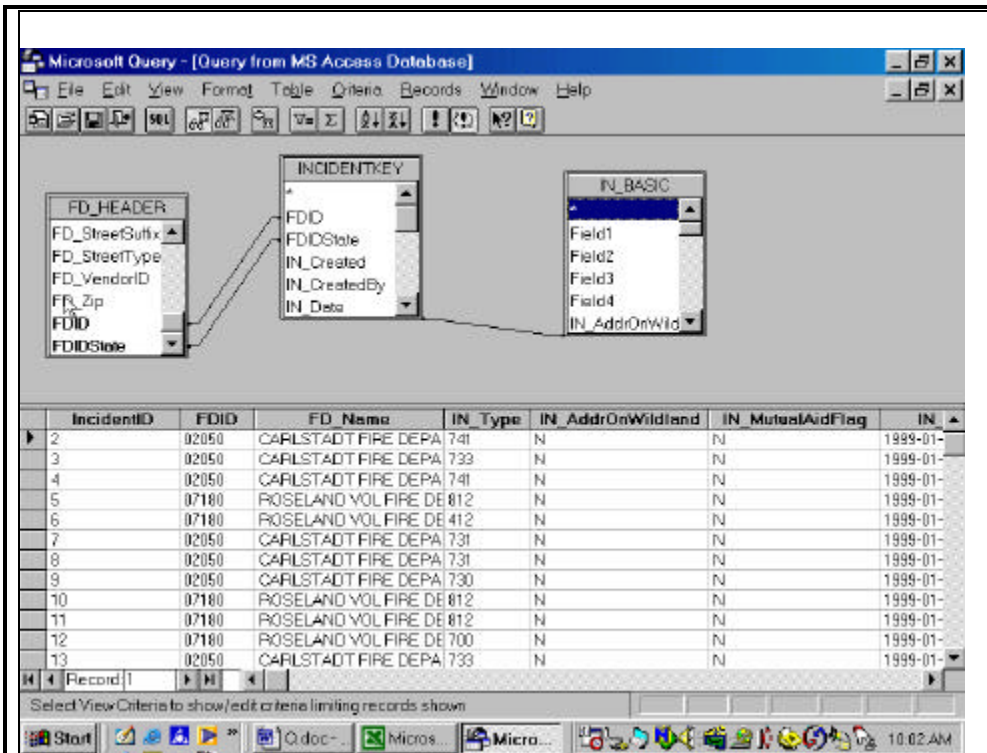 Microsoft Query - [Query from MS Access Database]
File Edit View Format Table Criteria Records Window Help
SQL
FD_HEADER
FD_StreetSuffix
FD_StreetType
FD_VendorID
FD_Zip
FDID
FDIDState
INCIDENTKEY
*
FDID
FDIDState
IN_Created
IN_CreatedBy
IN_Date
IN_BASIC
*
Field1
Field2
Field3
Field4
IN_AddrOnWild
IncidentID FDID FD_Name IN_Type IN_AddrOnWildland IN_MutualAidFlag IN_
2 02050 CARLSTADT FIRE DEPA 741 N N 1999-01-
3 02050 CARLSTADT FIRE DEPA 733 N N 1999-01-
4 02050 CARLSTADT FIRE DEPA 741 N N 1999-01-
5 07180 ROSELAND VOL FIRE DE 812 N N 1999-01-
6 07180 ROSELAND VOL FIRE DE 412 N N 1999-01-
7 02050 CARLSTADT FIRE DEPA 731 N N 1999-01-
8 02050 CARLSTADT FIRE DEPA 731 N N 1999-01-
9 02050 CARLSTADT FIRE DEPA 730 N N 1999-01-
10 07180 ROSELAND VOL FIRE DE 812 N N 1999-01-
11 07180 ROSELAND VOL FIRE DE 812 N N 1999-01-
12 07180 ROSELAND VOL FIRE DE 700 N N 1999-01-
13 02050 CARLSTADT FIRE DEPA 733 N N 1999-01-
Record: 1
Select View Criteria to show/edit criteria limiting records shown
Start Q.doc - ... Micros... Micro... 10:02 AM